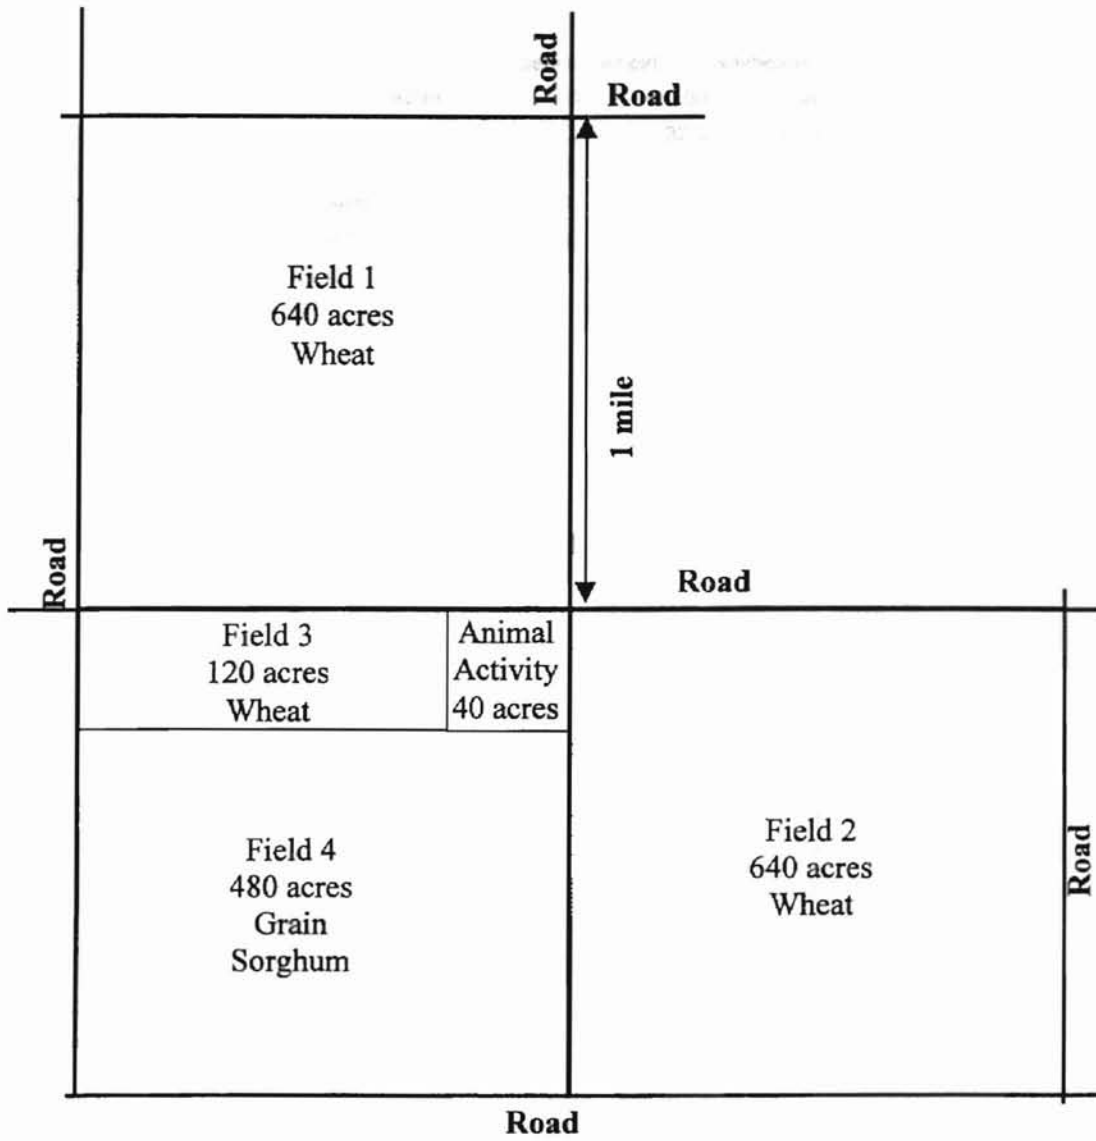 Road
Road
Field 1
640 acres
Wheat
1 mile
Road
Road
Field 3
120 acres
Wheat
Animal
Activity
40 acres
Field 4
480 acres
Grain
Sorghum
Field 2
640 acres
Wheat
Road
Road